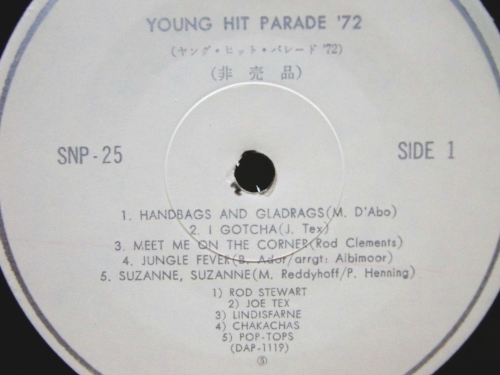 YOUNG HIT PARADE '72
(ヤング・ヒット・パレード '72)
(非売品)
SNP-25
SIDE 1
1. HANDBAGS AND GLADRAGS(M. D'Abo)
2. I GOTCHA(J. Tex)
3. MEET ME ON THE CORNER(Rod Clements)
4. JUNGLE FEVER(B. Ador/arrgt: Aibimoor)
5. SUZANNE, SUZANNE(M. Reddyhoff/P. Henning)
1) ROD STEWART
2) JOE TEX
3) LINDISFARNE
4) CHAKACHAS
5) POP-TOPS
(DAP-1119)